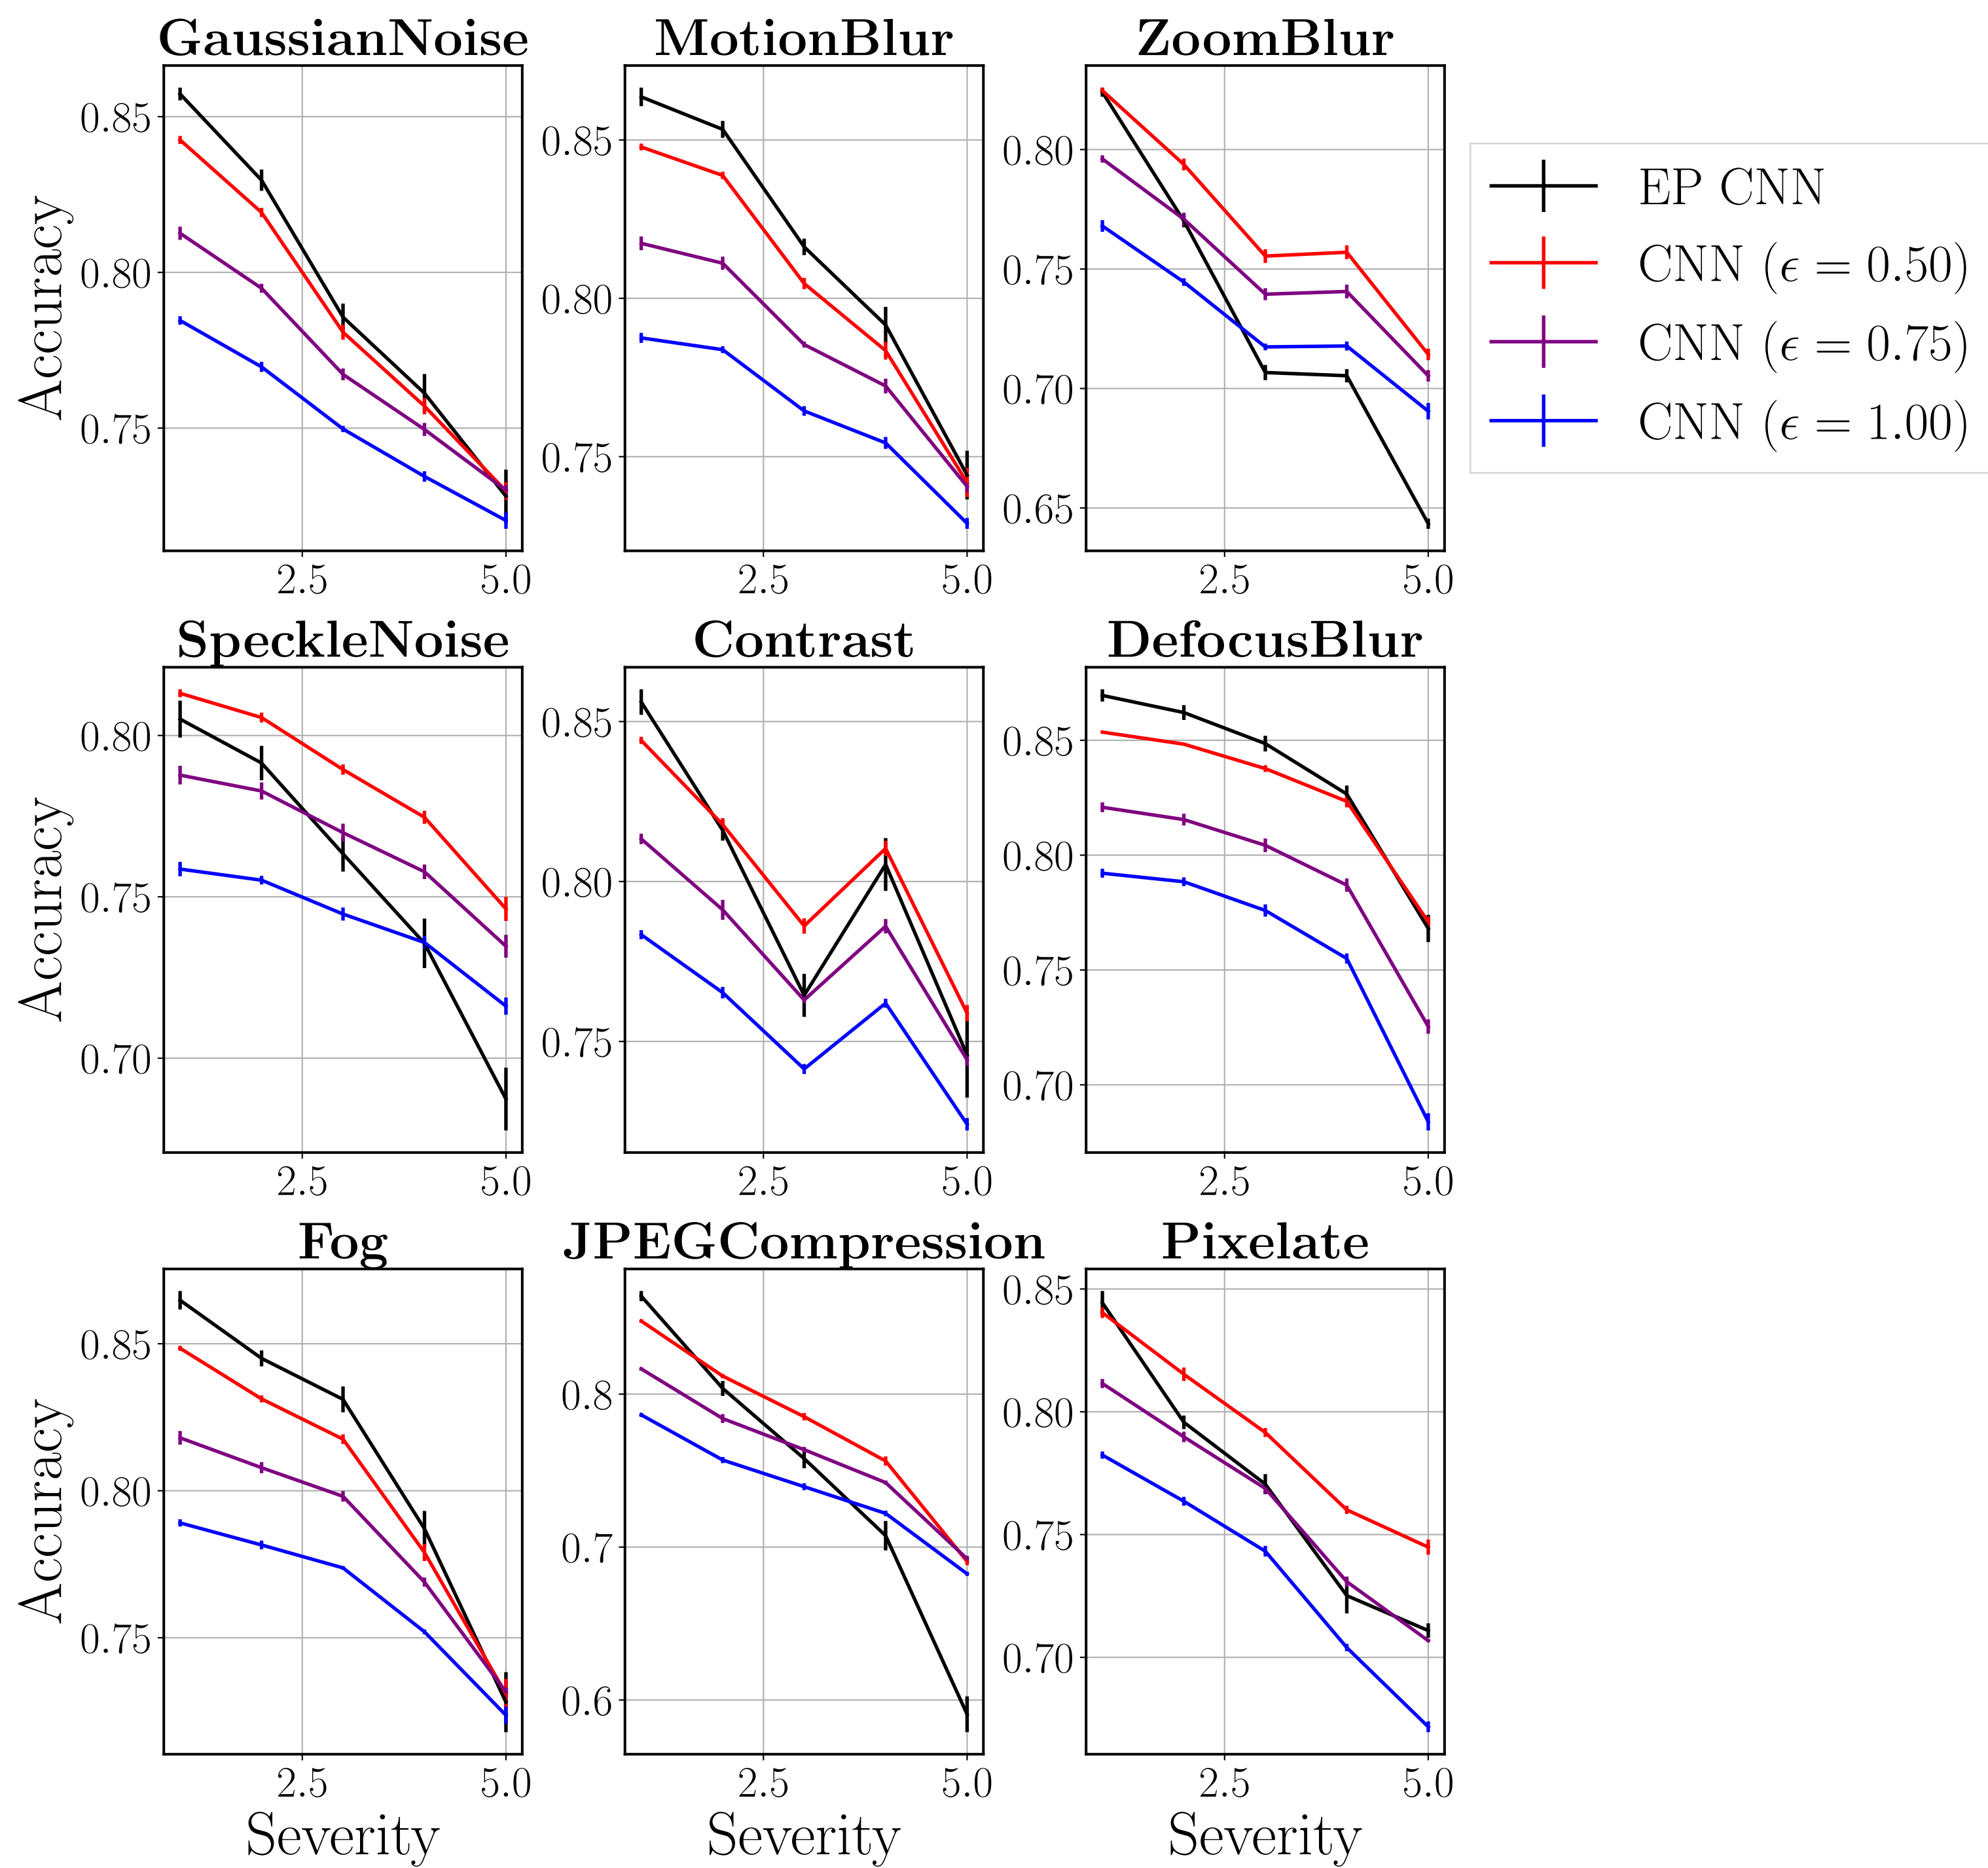 GaussianNoise
MotionBlur
ZoomBlur
Accuracy
0.85
0.80
0.75
2.5
5.0
0.85
0.80
0.75
2.5
5.0
0.80
0.75
0.70
0.65
2.5
5.0
EP CNN
CNN (ϵ = 0.50)
CNN (ϵ = 0.75)
CNN (ϵ = 1.00)
SpeckleNoise
Contrast
DefocusBlur
Accuracy
0.80
0.75
0.70
2.5
5.0
0.85
0.80
0.75
2.5
5.0
0.85
0.80
0.75
0.70
2.5
5.0
Fog
JPEGCompression
Pixelate
Accuracy
0.85
0.80
0.75
2.5
5.0
Severity
0.8
0.7
0.6
2.5
5.0
Severity
0.85
0.80
0.75
0.70
2.5
5.0
Severity